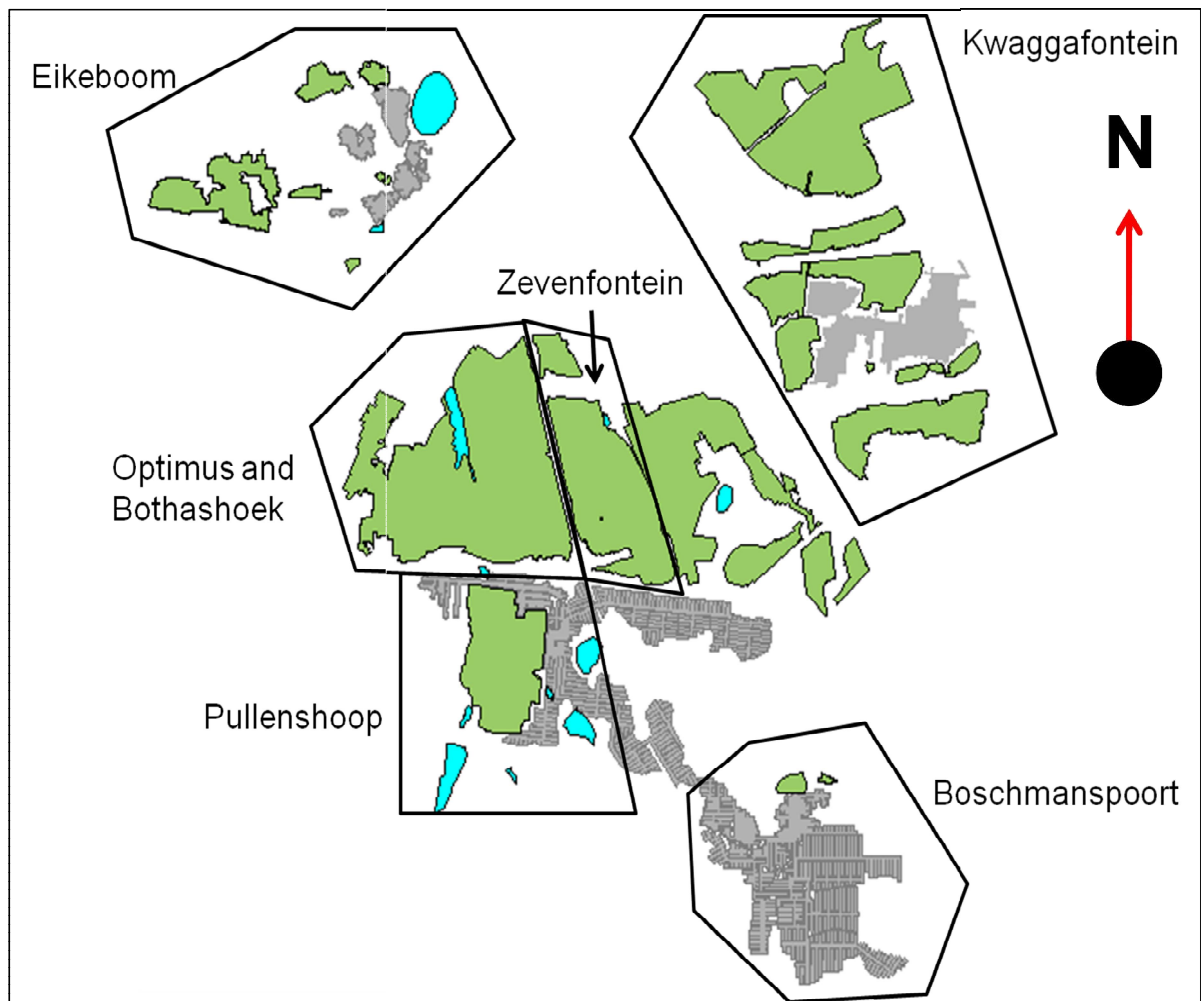 Eikeboom
Kwaggafontein
N
Zevenfontein
Optimus and
Bothashoek
Pullenshoop
Boschmanspoort